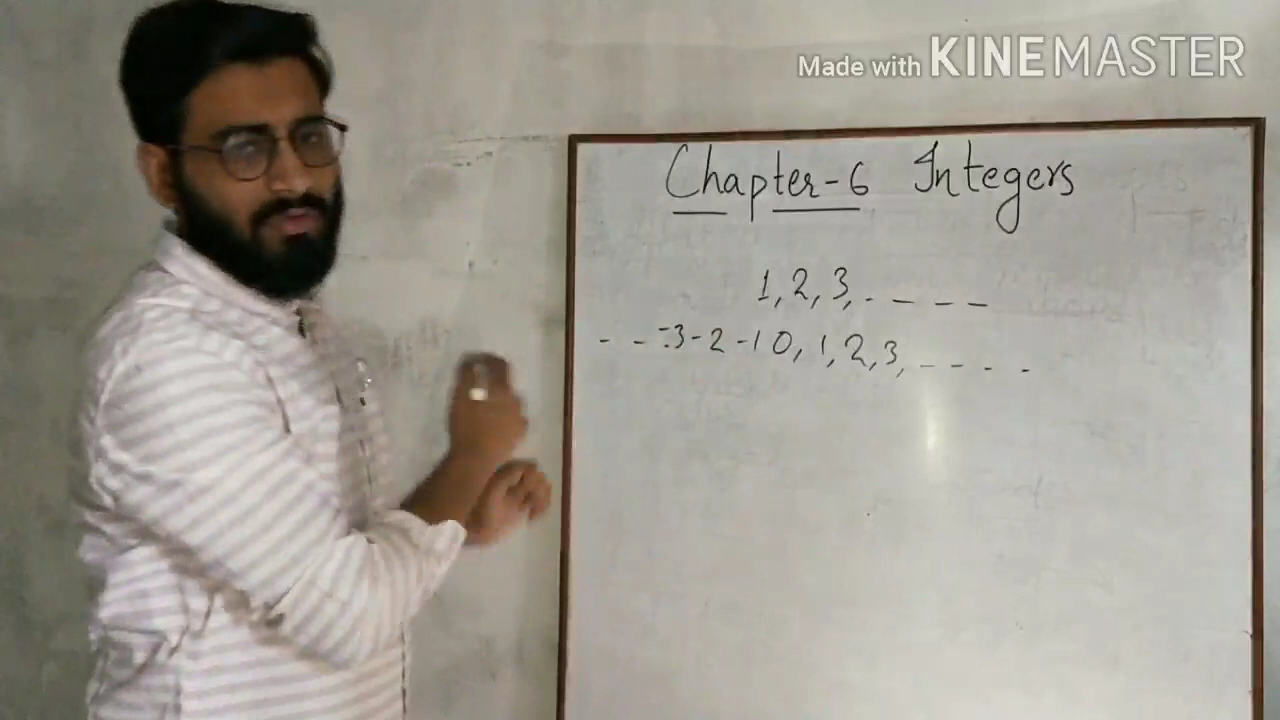 Made with KINEMASTER
Chapter-6 Integers
1, 2, 3, - - - -
- - -3 -2 -1 0, 1, 2, 3, - - - -